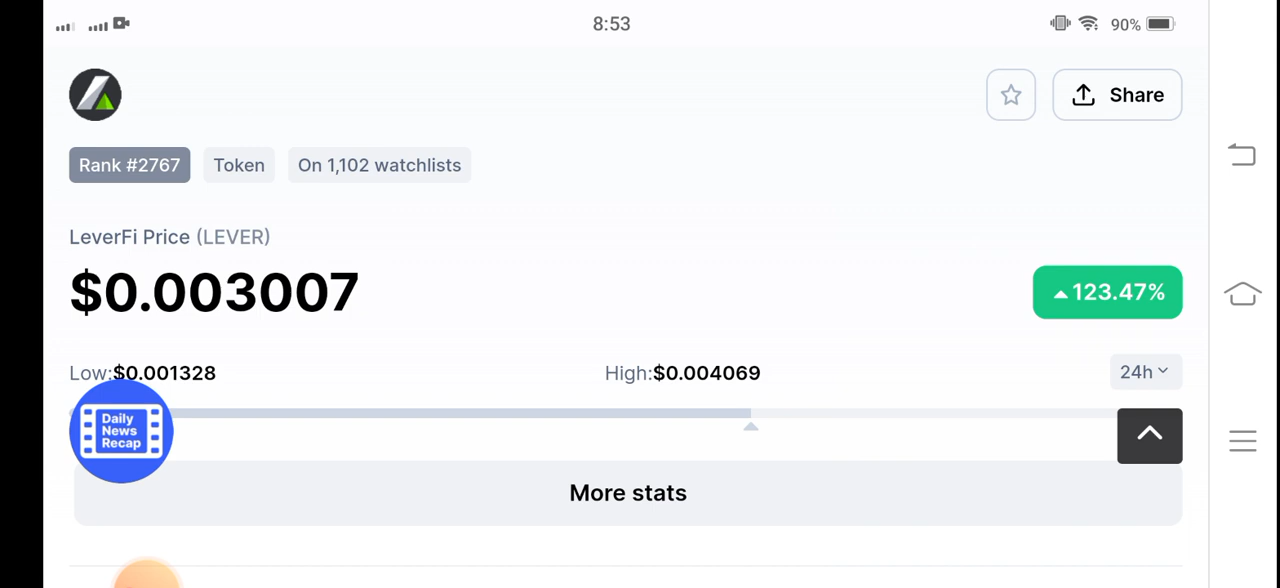 8:53
90%
Share
Rank #2767 Token On 1,102 watchlists
LeverFi Price (LEVER)
$0.003007
123.47%
Low:$0.001328 High:$0.004069 24h
Daily
News
Recap
More stats